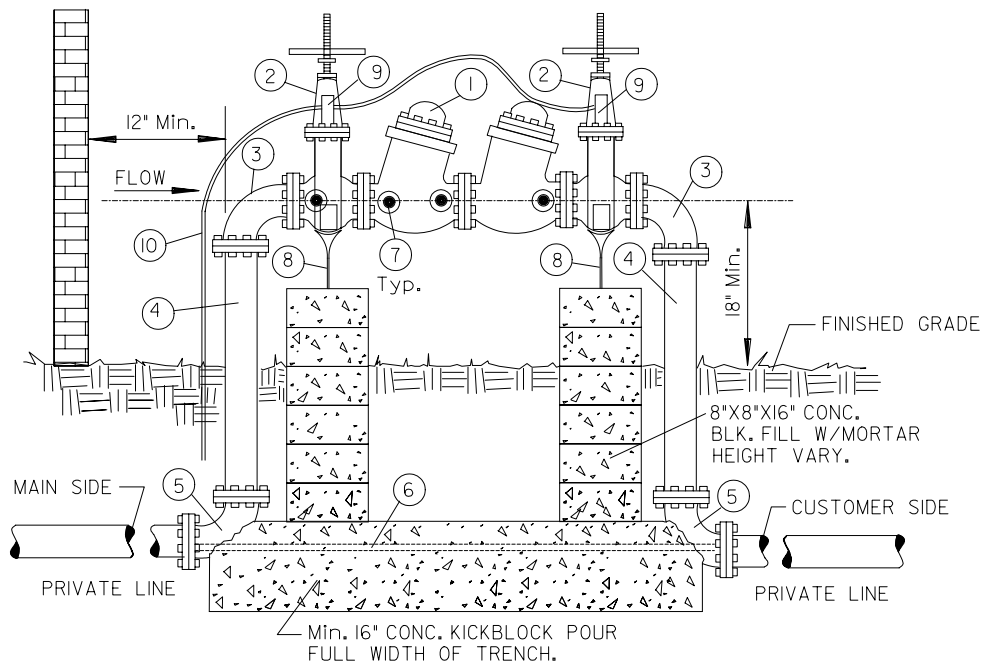 2
9
1
2
9
12" Min.
3
3
FLOW
10
8
7
Typ.
8
4
4
18" Min.
FINISHED GRADE
8"X8"X16" CONC.
BLK. FILL W/MORTAR
HEIGHT VARY.
MAIN SIDE
5
6
5
CUSTOMER SIDE
PRIVATE LINE
PRIVATE LINE
Min. 16" CONC. KICKBLOCK POUR
FULL WIDTH OF TRENCH.